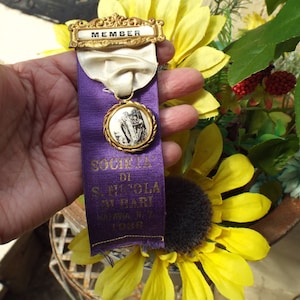 MEMBER
SOCIETA
DI
S. NICOLA
DI BARI